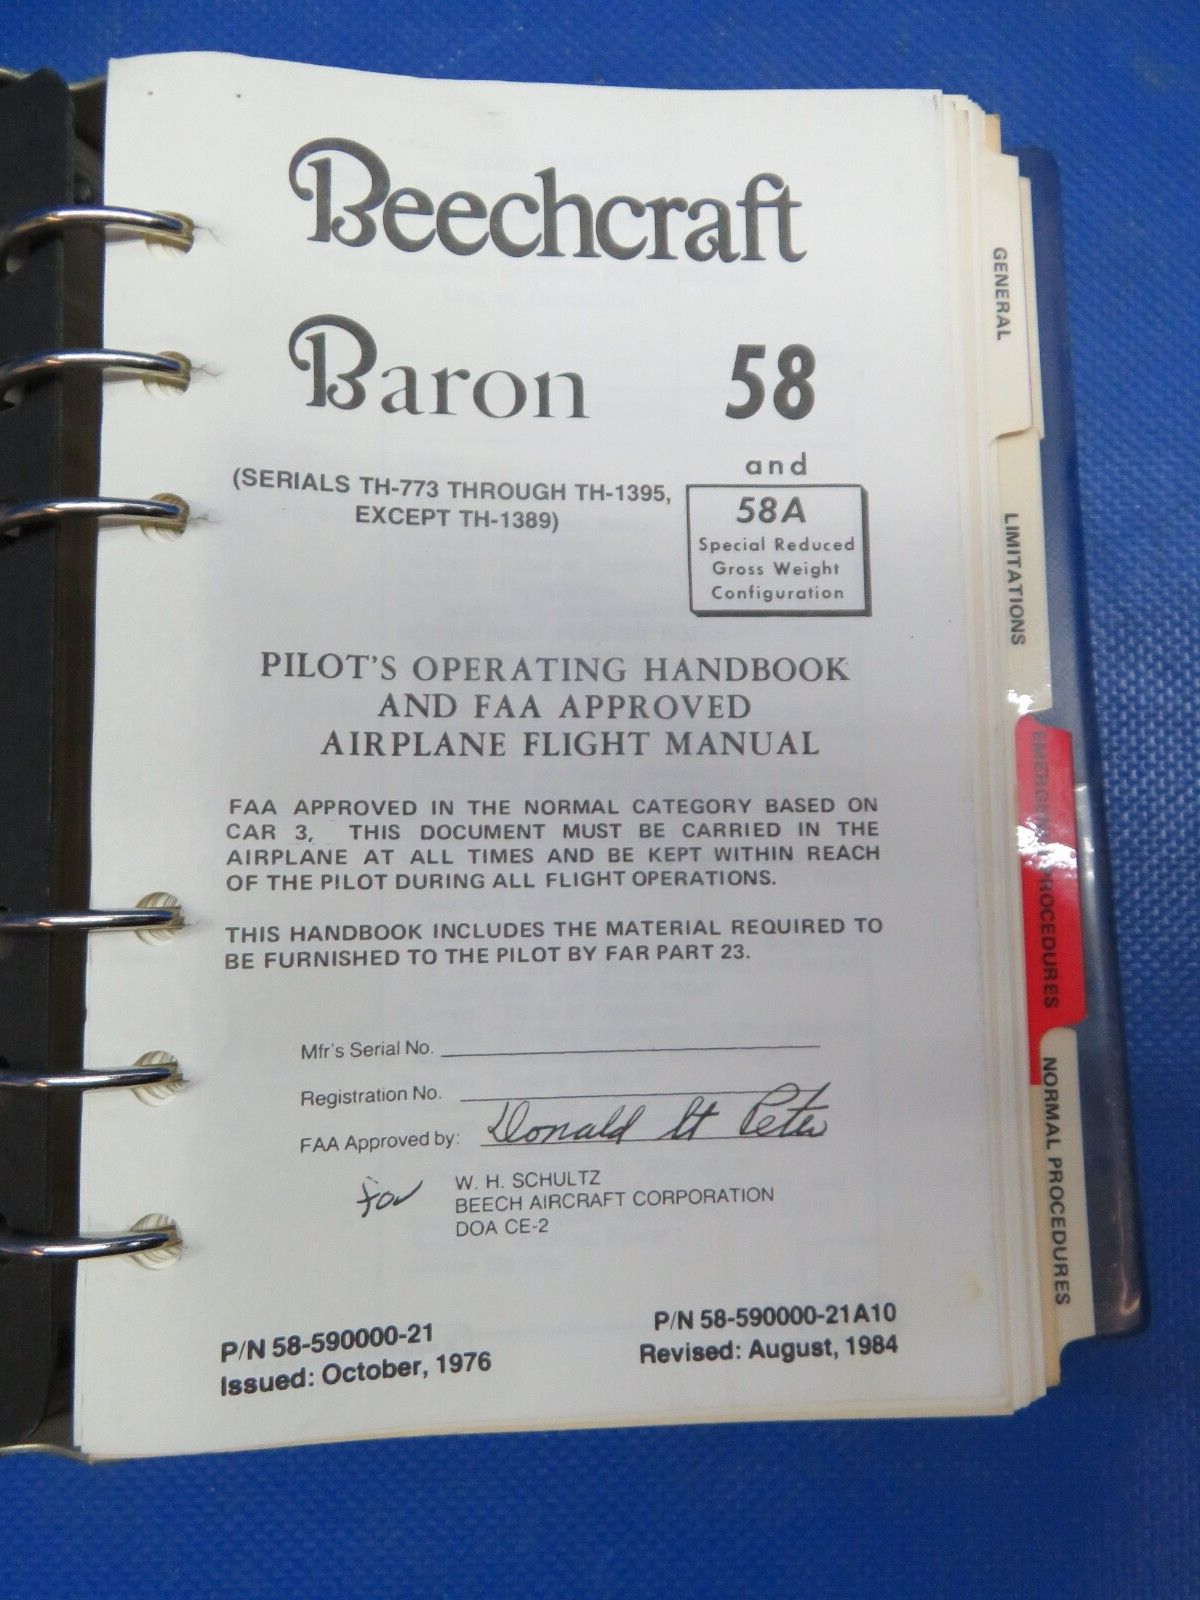 Beechcraft
Baron 58
and
(SERIALS TH-773 THROUGH TH-1395,
EXCEPT TH-1389)
58A
Special Reduced
Gross Weight
Configuration
PILOT'S OPERATING HANDBOOK
AND FAA APPROVED
AIRPLANE FLIGHT MANUAL
FAA APPROVED IN THE NORMAL CATEGORY BASED ON
CAR 3, THIS DOCUMENT MUST BE CARRIED IN THE
AIRPLANE AT ALL TIMES AND BE KEPT WITHIN REACH
OF THE PILOT DURING ALL FLIGHT OPERATIONS.
THIS HANDBOOK INCLUDES THE MATERIAL REQUIRED TO
BE FURNISHED TO THE PILOT BY FAR PART 23.
Mfr's Serial No.
Registration No.
FAA Approved by: Donald H Peter
for W. H. SCHULTZ
BEECH AIRCRAFT CORPORATION
DOA CE-2
P/N 58-590000-21
Issued: October, 1976
P/N 58-590000-21A10
Revised: August, 1984
GENERAL
LIMITATIONS
EMERGENCY PROCEDURES
NORMAL PROCEDURES